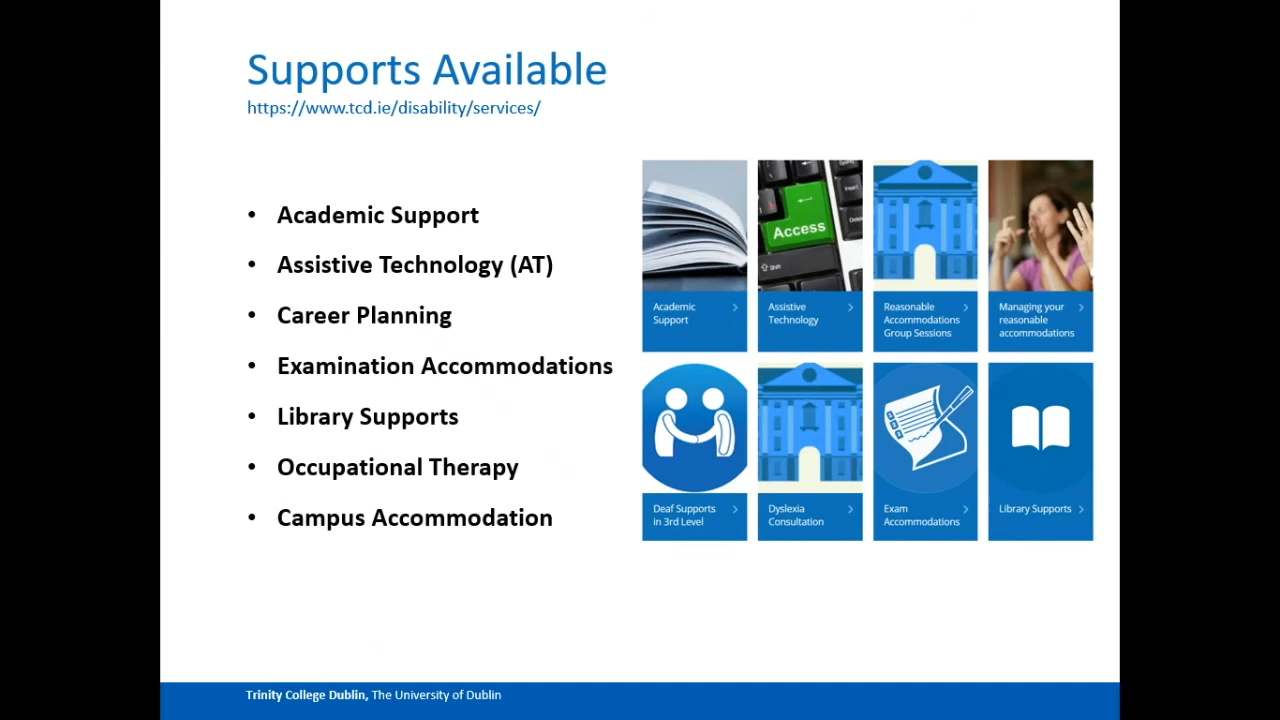 Supports Available
https://www.tcd.ie/disability/services/
• Academic Support
• Assistive Technology (AT)
• Career Planning
• Examination Accommodations
• Library Supports
• Occupational Therapy
• Campus Accommodation
Access
Shift
Insert
Academic
Support
Assistive
Technology
Reasonable
Accommodations
Group Sessions
Managing your
reasonable
accommodations
Deaf Supports
in 3rd Level
Dyslexia
Consultation
Exam
Accommodations
Library Supports
Trinity College Dublin, The University of Dublin